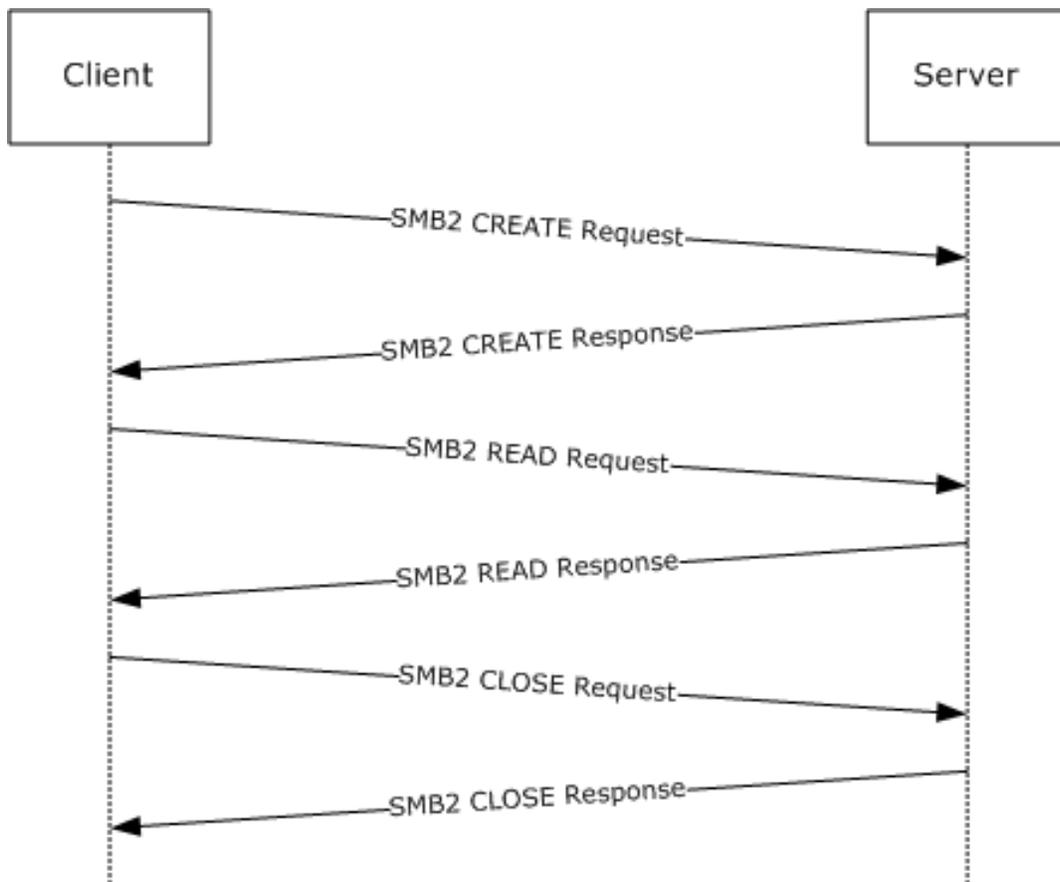 Client
Server
SMB2 CREATE Request
SMB2 CREATE Response
SMB2 READ Request
SMB2 READ Response
SMB2 CLOSE Request
SMB2 CLOSE Response